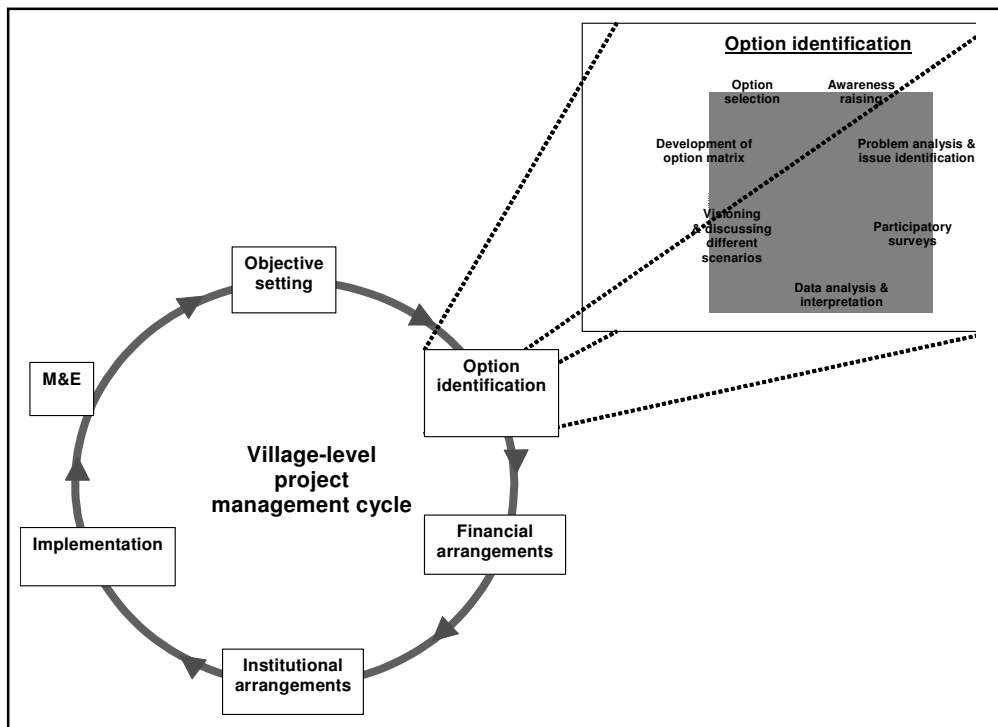 Option identification
Option
selection
Awareness
raising
Development of
option matrix
Problem analysis &
issue identification
Visioning
& discussing
different
scenarios
Participatory
surveys
Data analysis &
interpretation
Objective
setting
Option
identification
M&E
Village-level
project
management cycle
Implementation
Financial
arrangements
Institutional
arrangements